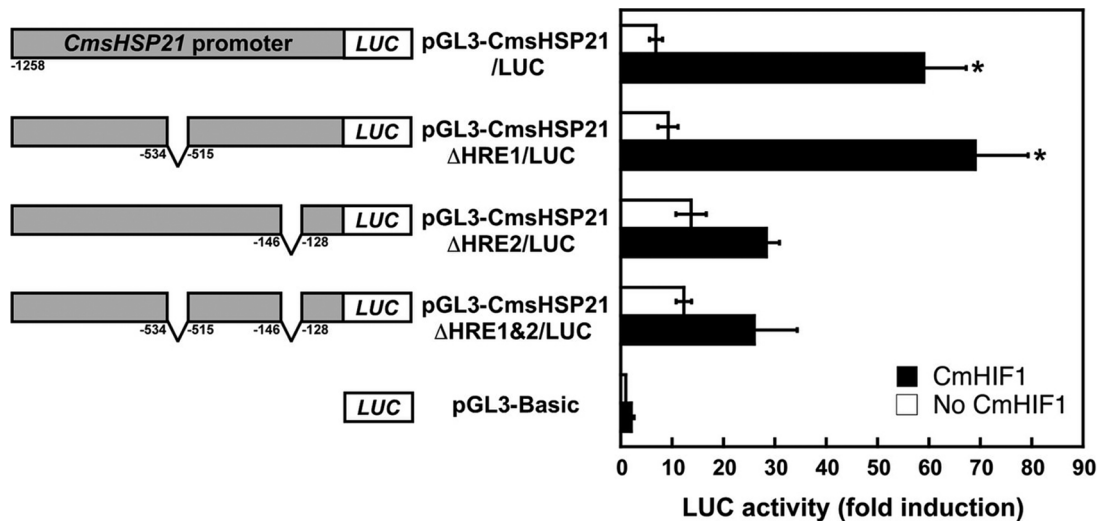 CmsHSP21 promoter LUC
-1258
pGL3-CmsHSP21
/LUC
*
LUC
-534 -515
pGL3-CmsHSP21
ΔHRE1/LUC
*
LUC
-146 -128
pGL3-CmsHSP21
ΔHRE2/LUC
LUC
-534 -515 -146 -128
pGL3-CmsHSP21
ΔHRE1&2/LUC
LUC
pGL3-Basic
CmHIF1
No CmHIF1
0 10 20 30 40 50 60 70 80 90
LUC activity (fold induction)